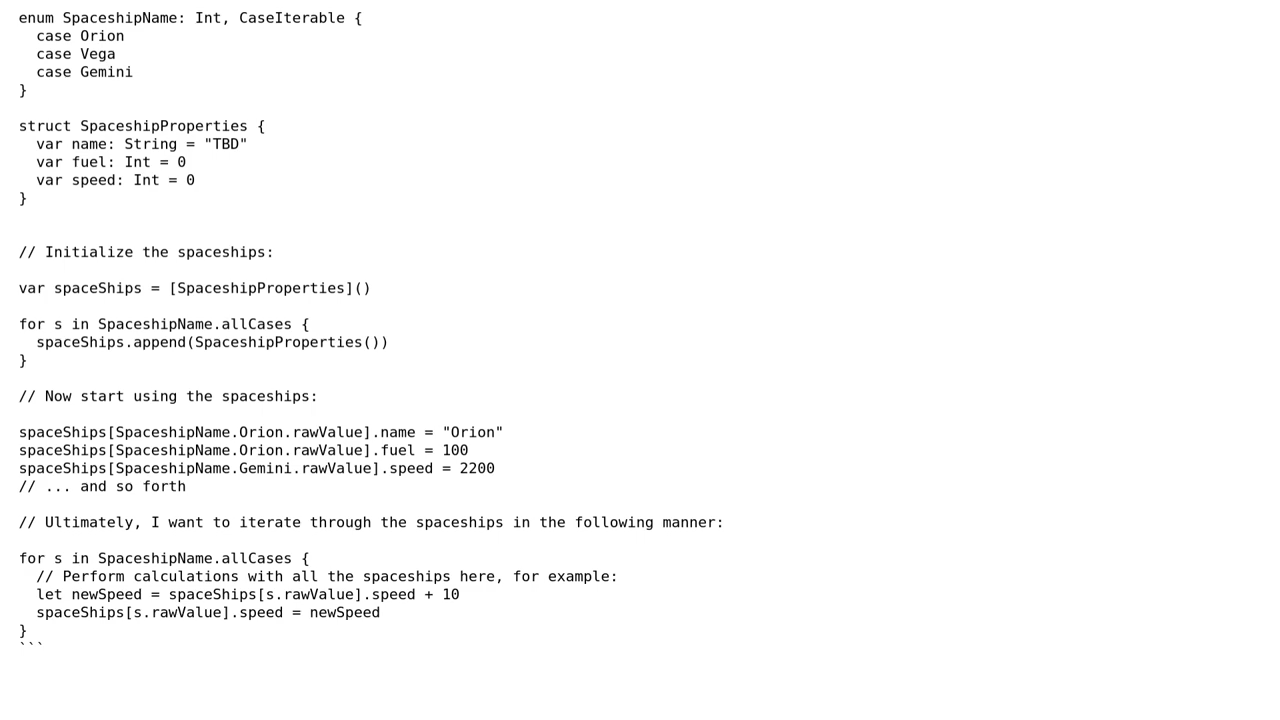 enum SpaceshipName: Int, CaseIterable {
  case Orion
  case Vega
  case Gemini
}

struct SpaceshipProperties {
  var name: String = "TBD"
  var fuel: Int = 0
  var speed: Int = 0
}


// Initialize the spaceships:

var spaceShips = [SpaceshipProperties]()

for s in SpaceshipName.allCases {
  spaceShips.append(SpaceshipProperties())
}

// Now start using the spaceships:

spaceShips[SpaceshipName.Orion.rawValue].name = "Orion"
spaceShips[SpaceshipName.Orion.rawValue].fuel = 100
spaceShips[SpaceshipName.Gemini.rawValue].speed = 2200
// ... and so forth

// Ultimately, I want to iterate through the spaceships in the following manner:

for s in SpaceshipName.allCases {
  // Perform calculations with all the spaceships here, for example:
  let newSpeed = spaceShips[s.rawValue].speed + 10
  spaceShips[s.rawValue].speed = newSpeed
}
```